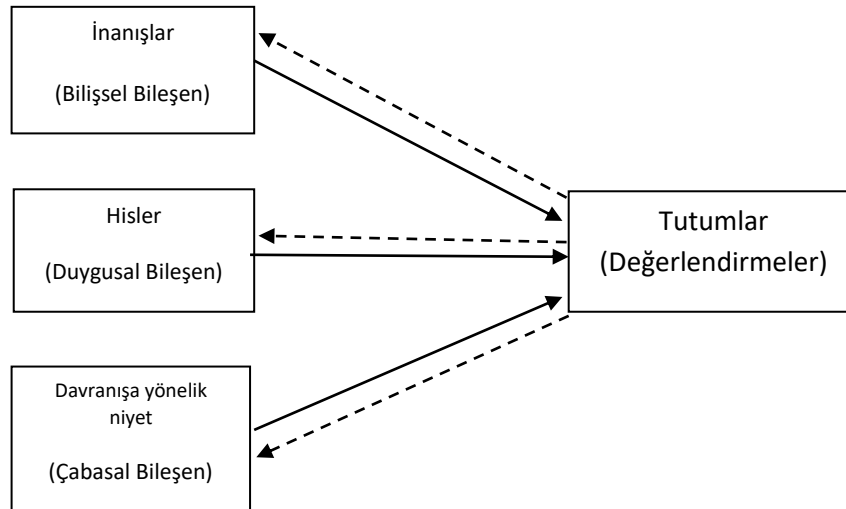 İnanışlar
(Bilişsel Bileşen)
Hisler
(Duygusal Bileşen)
Davranışa yönelik
niyet
(Çabasal Bileşen)
Tutumlar
(Değerlendirmeler)